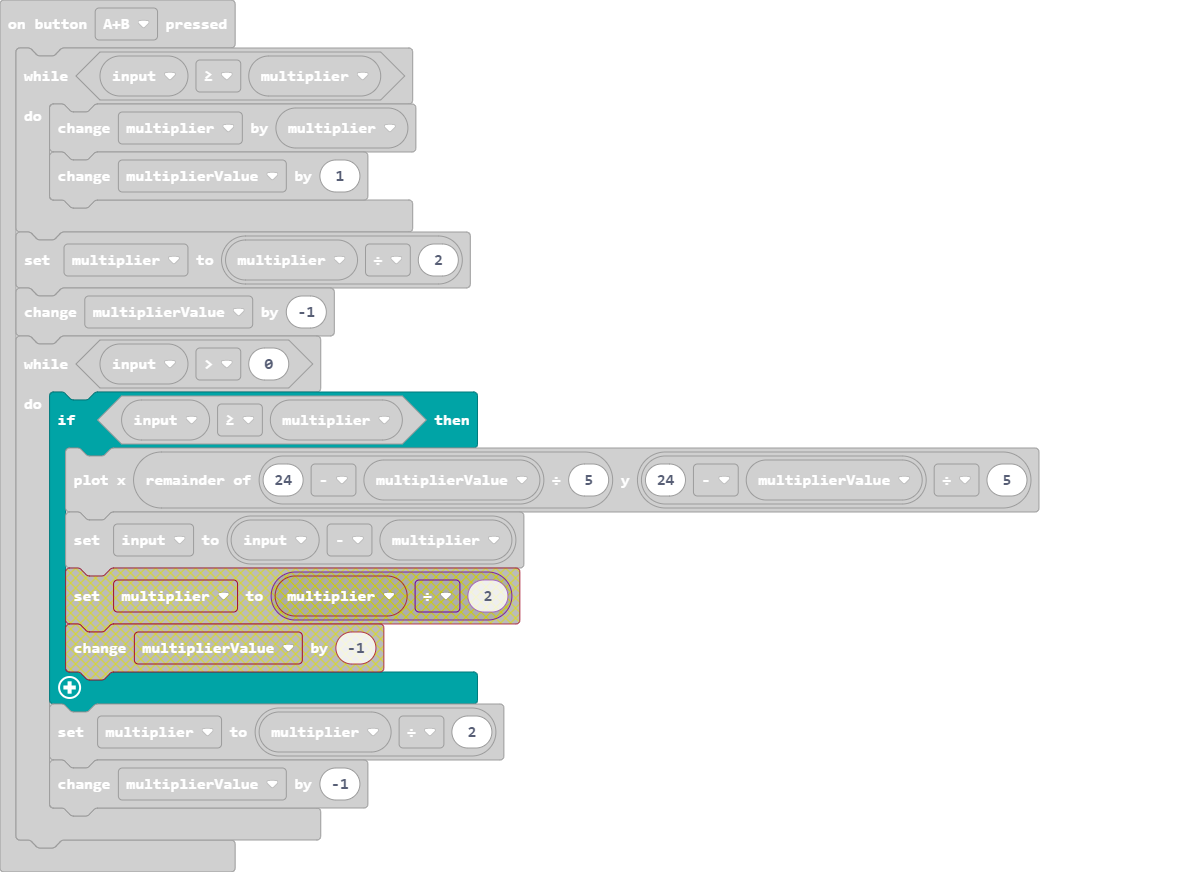 on button A+B pressed
while input ≥ multiplier
do
change multiplier by multiplier
change multiplierValue by 1
set multiplier to multiplier ÷ 2
change multiplierValue by -1
while input > 0
do
if input ≥ multiplier then
plot x remainder of 24 - multiplierValue ÷ 5 y 24 - multiplierValue ÷ 5
set input to input - multiplier
set multiplier to multiplier ÷ 2
change multiplierValue by -1
set multiplier to multiplier ÷ 2
change multiplierValue by -1